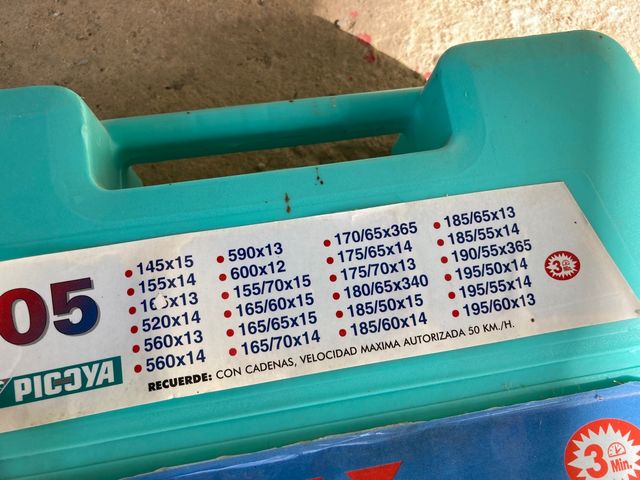 05
PICOYA
145x15
155x14
165x13
520x14
560x13
560x14
590x13
600x12
155/70x15
165/60x15
165/65x15
165/70x14
170/65x365
175/65x14
175/70x13
180/65x340
185/50x15
185/60x14
185/65x13
185/55x14
190/55x365
195/50x14
195/55x14
195/60x13
RECUERDE: CON CADENAS, VELOCIDAD MAXIMA AUTORIZADA 50 KM./H.
3
3
Min.